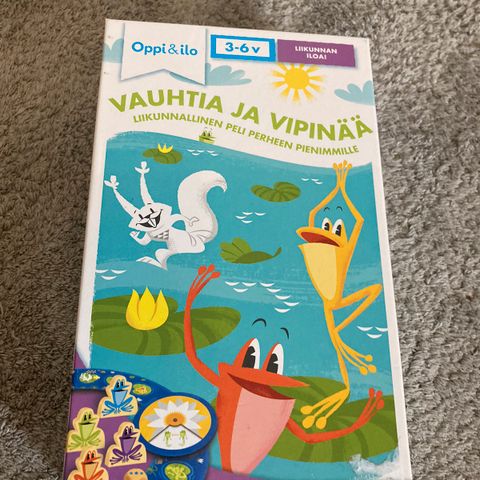 Oppi&ilo
3-6 v
LIIKUNNAN
ILOA!
VAUHTIA JA VIPINÄÄ
LIIKUNNALLINEN PELI PERHEEN PIENIMMILLE